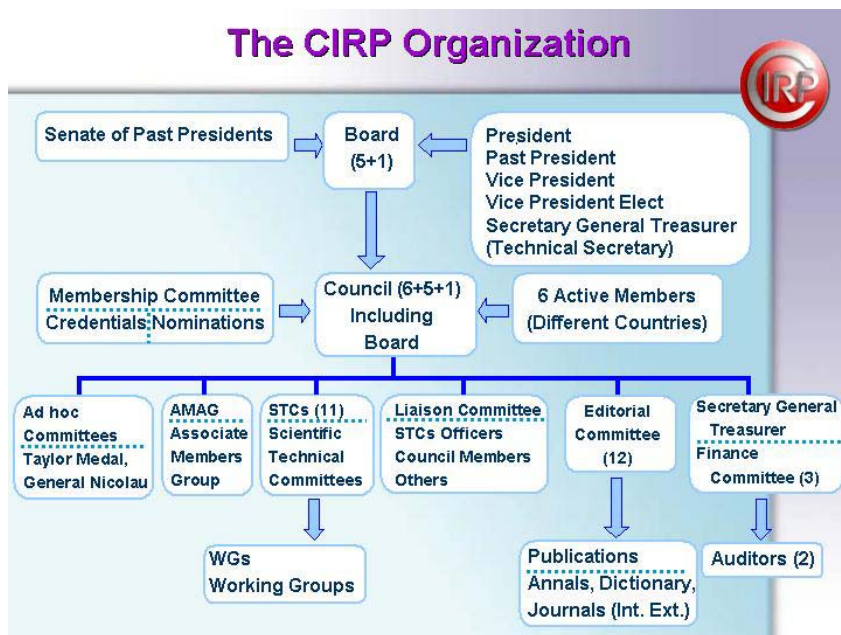 The CIRP Organization
CIRP
Senate of Past Presidents
Board
(5+1)
President
Past President
Vice President
Vice President Elect
Secretary General Treasurer
(Technical Secretary)
Membership Committee
Credentials Nominations
Council (6+5+1)
Including
Board
6 Active Members
(Different Countries)
Ad hoc
Committees
Taylor Medal,
General Nicolau
AMAG
Associate
Members
Group
STCs (11)
Scientific
Technical
Committees
Liaison Committee
STCs Officers
Council Members
Others
Editorial
Committee
(12)
Secretary General
Treasurer
Finance
Committee (3)
WGs
Working Groups
Publications
Annals, Dictionary,
Journals (Int. Ext.)
Auditors (2)